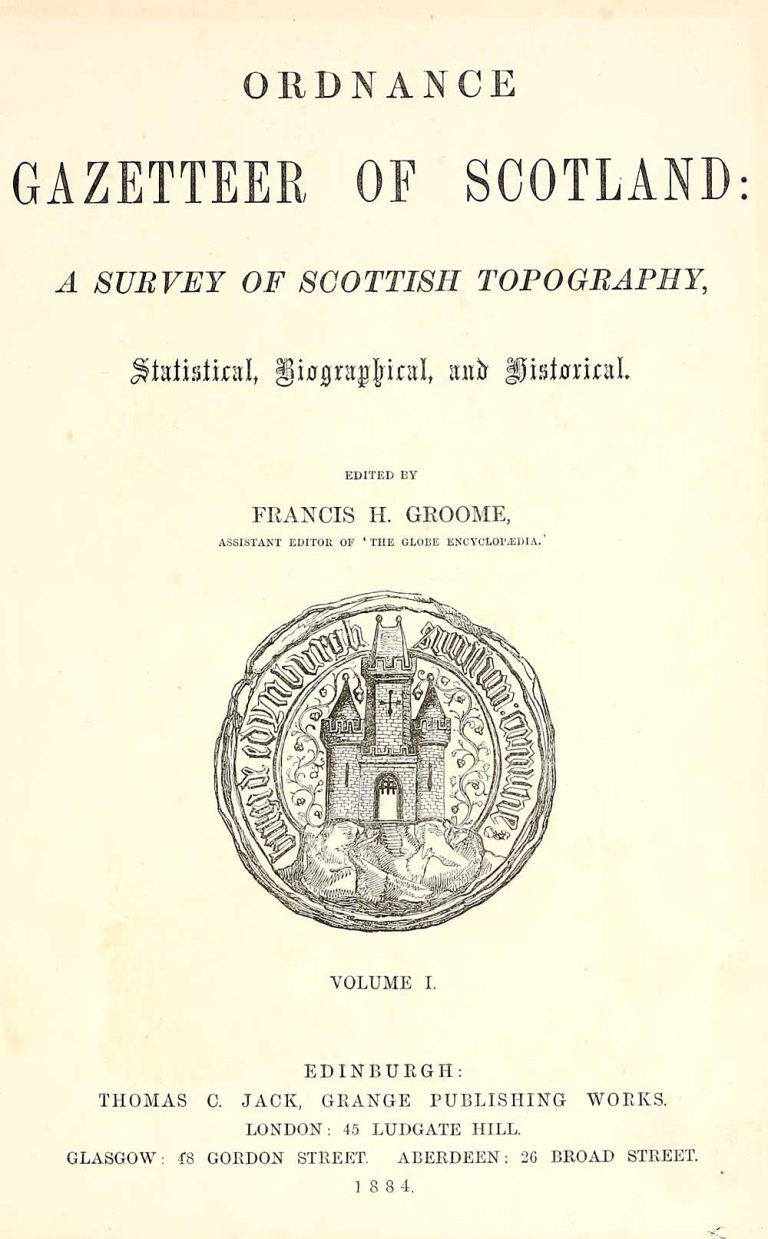 ORDNANCE
GAZETTEER OF SCOTLAND:
A SURVEY OF SCOTTISH TOPOGRAPHY,
Statistical, Biographical, and Historical.
EDITED BY
FRANCIS H. GROOME,
ASSISTANT EDITOR OF 'THE GLOBE ENCYCLOPÆDIA.'
VOLUME I.
EDINBURGH:
THOMAS C. JACK, GRANGE PUBLISHING WORKS.
LONDON: 45 LUDGATE HILL.
GLASGOW: 48 GORDON STREET. ABERDEEN: 26 BROAD STREET.
1884.